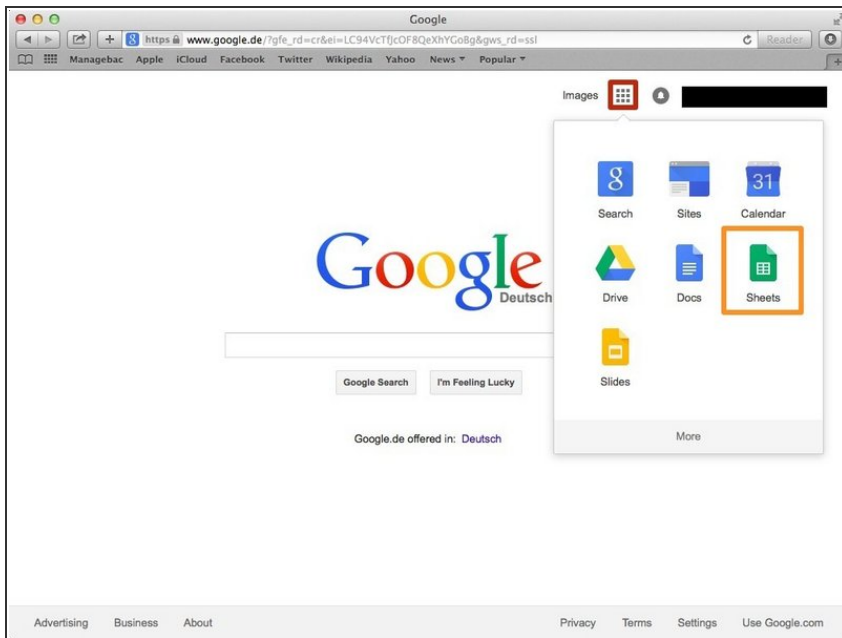 Google
https www.google.de/?gfe_rd=cr&ei=LC94VcTfJcOF8QeXhYGoBg&gws_rd=ssl Reader
Managebac Apple iCloud Facebook Twitter Wikipedia Yahoo News Popular
Images
8 31
Search Sites Calendar
Google
Deutsch
Drive Docs Sheets
Google Search I'm Feeling Lucky
Slides
Google.de offered in: Deutsch
More
Advertising Business About Privacy Terms Settings Use Google.com